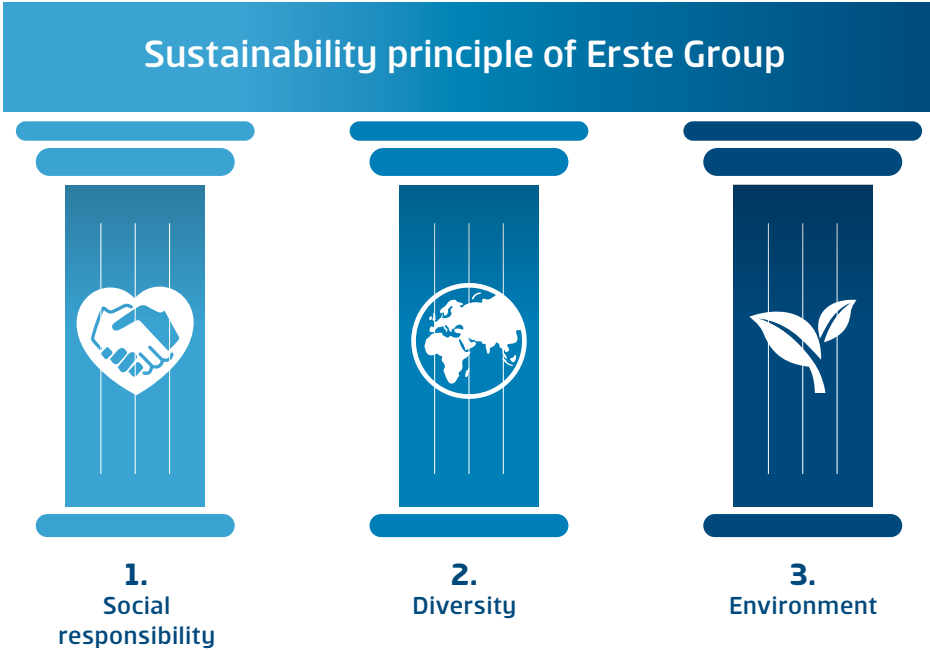 Sustainability principle of Erste Group
1.
Social
responsibility
2.
Diversity
3.
Environment